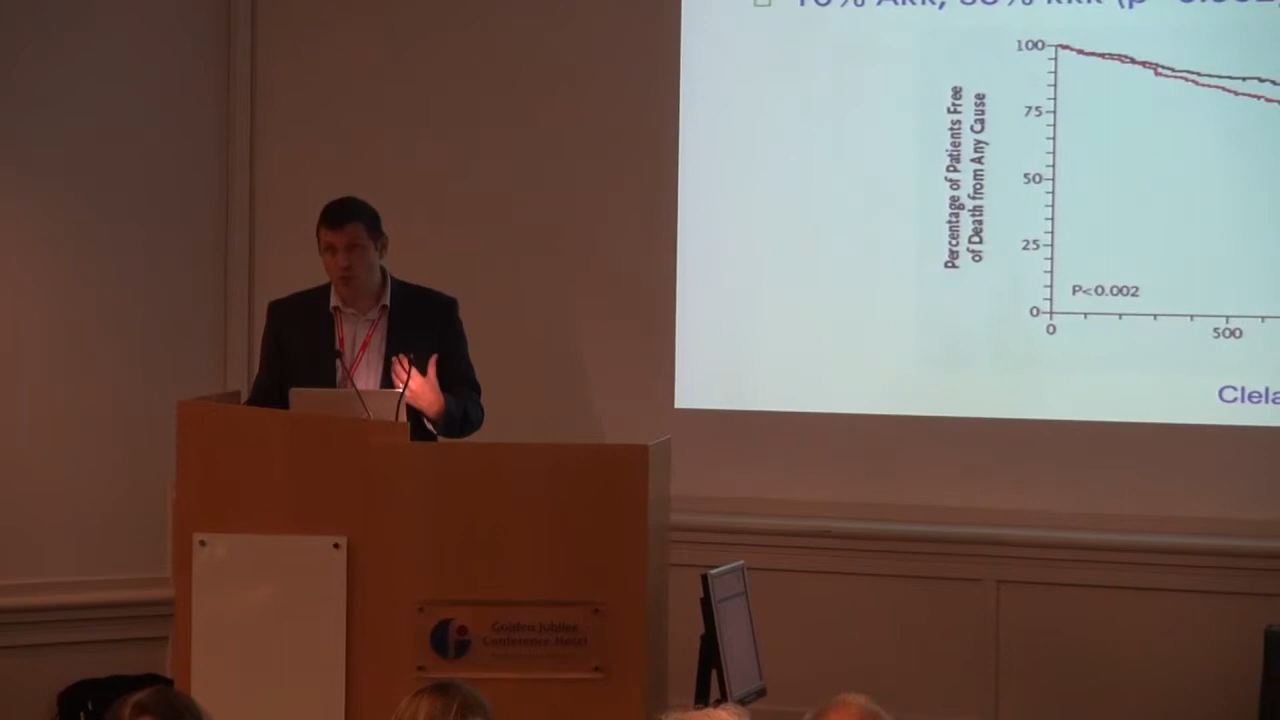 100
75
50
25
0
Percentage of Patients Free
of Death from Any Cause
P<0.002
0
500
Clela
Golden Jubilee
Conference Hotel